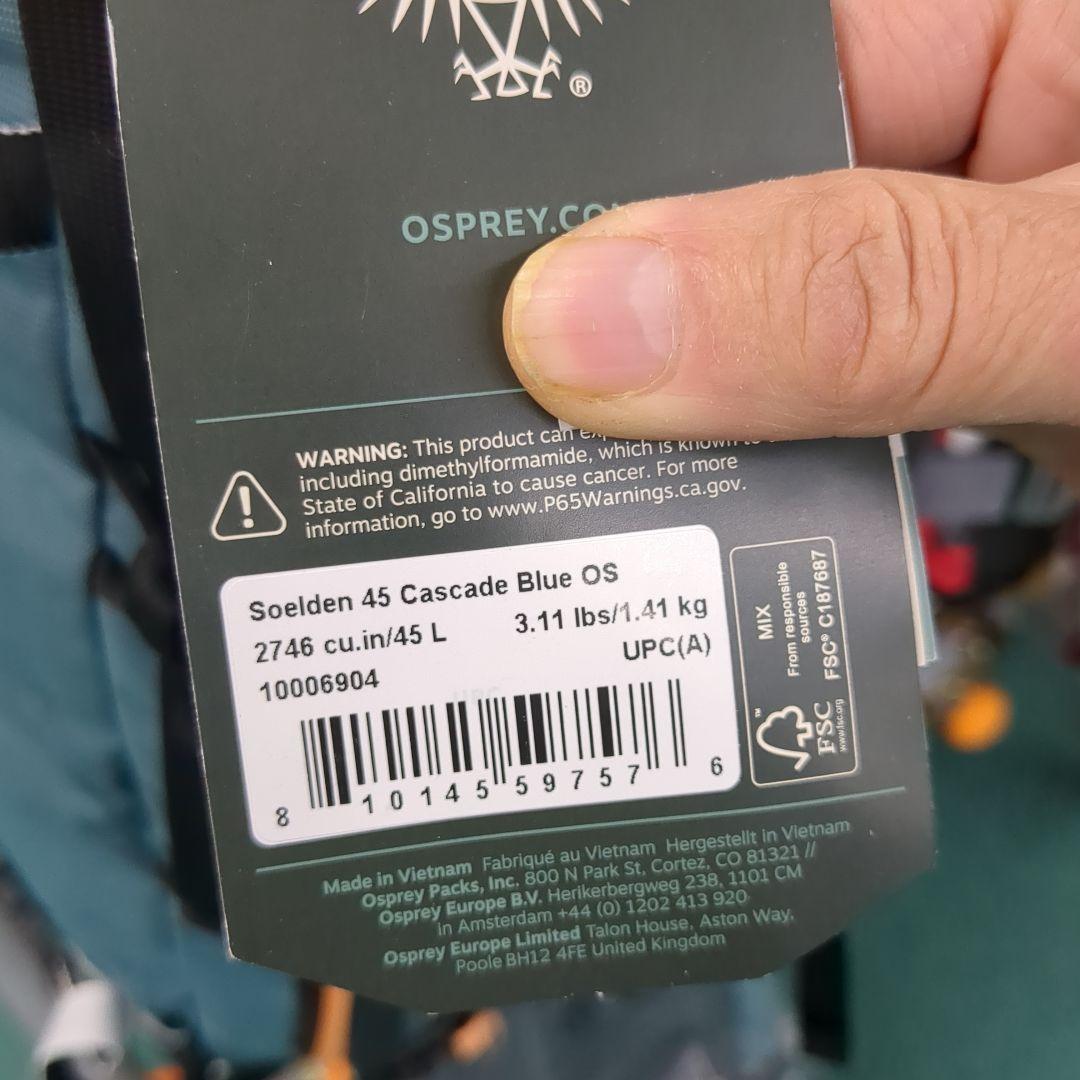 ®
OSPREY.CO
WARNING: This product can
including dimethylformamide, which is known to
State of California to cause cancer. For more
information, go to www.P65Warnings.ca.gov.
Soelden 45 Cascade Blue OS
2746 cu.in/45 L 3.11 lbs/1.41 kg
10006904 UPC(A)
8 10145 59757 6
MIX
From responsible
sources
FSC® C187687
™
FSC
www.fsc.org
Made in Vietnam Fabriqué au Vietnam Hergestellt in Vietnam
Osprey Packs, Inc. 800 N Park St, Cortez, CO 81321 //
Osprey Europe B.V. Herikerbergweg 238, 1101 CM
in Amsterdam +44 (0) 1202 413 920
Osprey Europe Limited Talon House, Aston Way,
Poole BH12 4FE United Kingdom